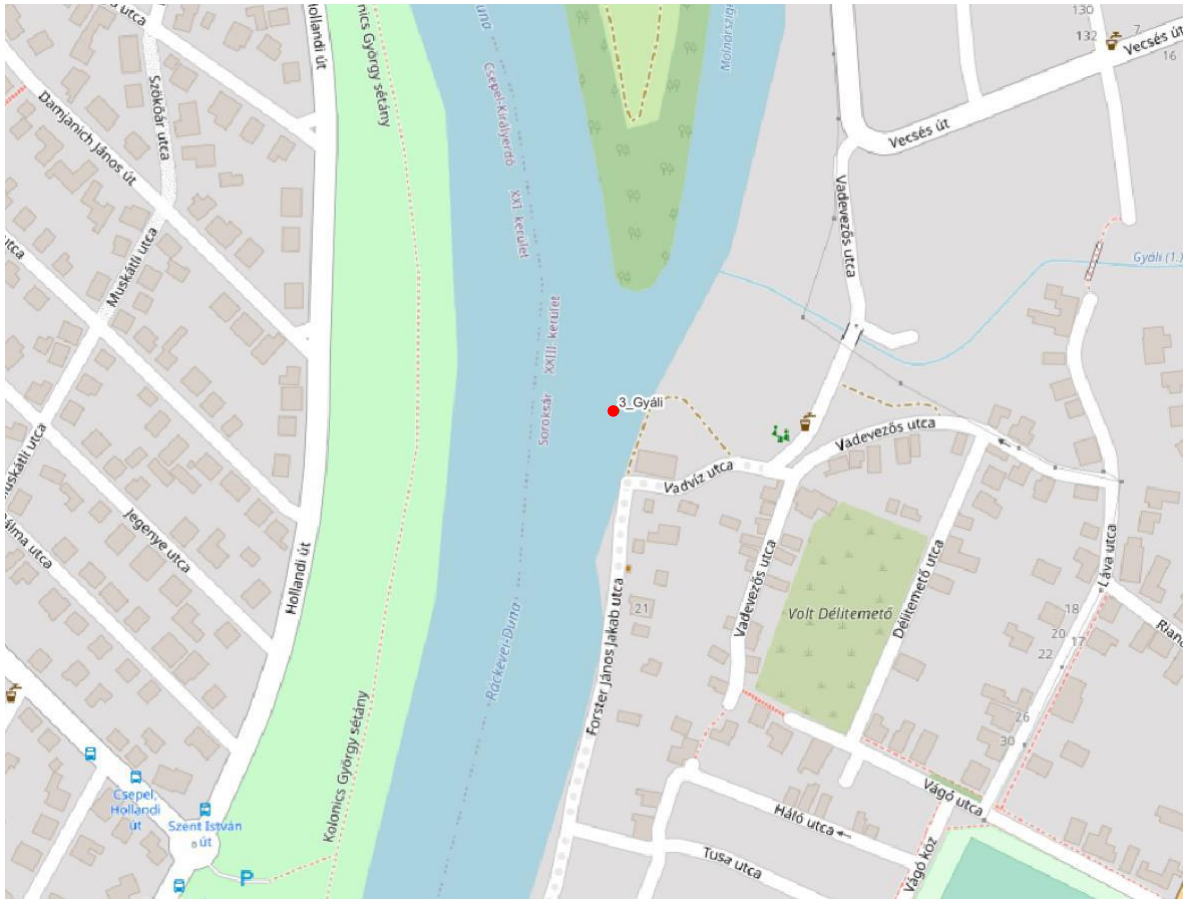 Hollandi út
Kolonics György sétány
Szökőár utca
Damjanich János út
Muskátli utca
utca
Duna
Csepel-Királyerdő
XXI. kerület
Soroksár
XXIII. kerület
130
132
7
16
Vecsés út
Vecsés út
Vadevezős utca
Gyáli (1.)
3_Gyáli
Vadevezős utca
Vadvíz utca
Jegenye utca
Hollandi út
Ráckevei-Duna
Forster János Jakab utca
21
Vadevezős utca
Volt Délitemető
Délitemető utca
Láva utca
18
20
17
22
26
30
Kolonics György sétány
Csepel,
Hollandi
út
Szent István
út
P
Vágó utca
Háló utca
Tusa utca
Vágó köz